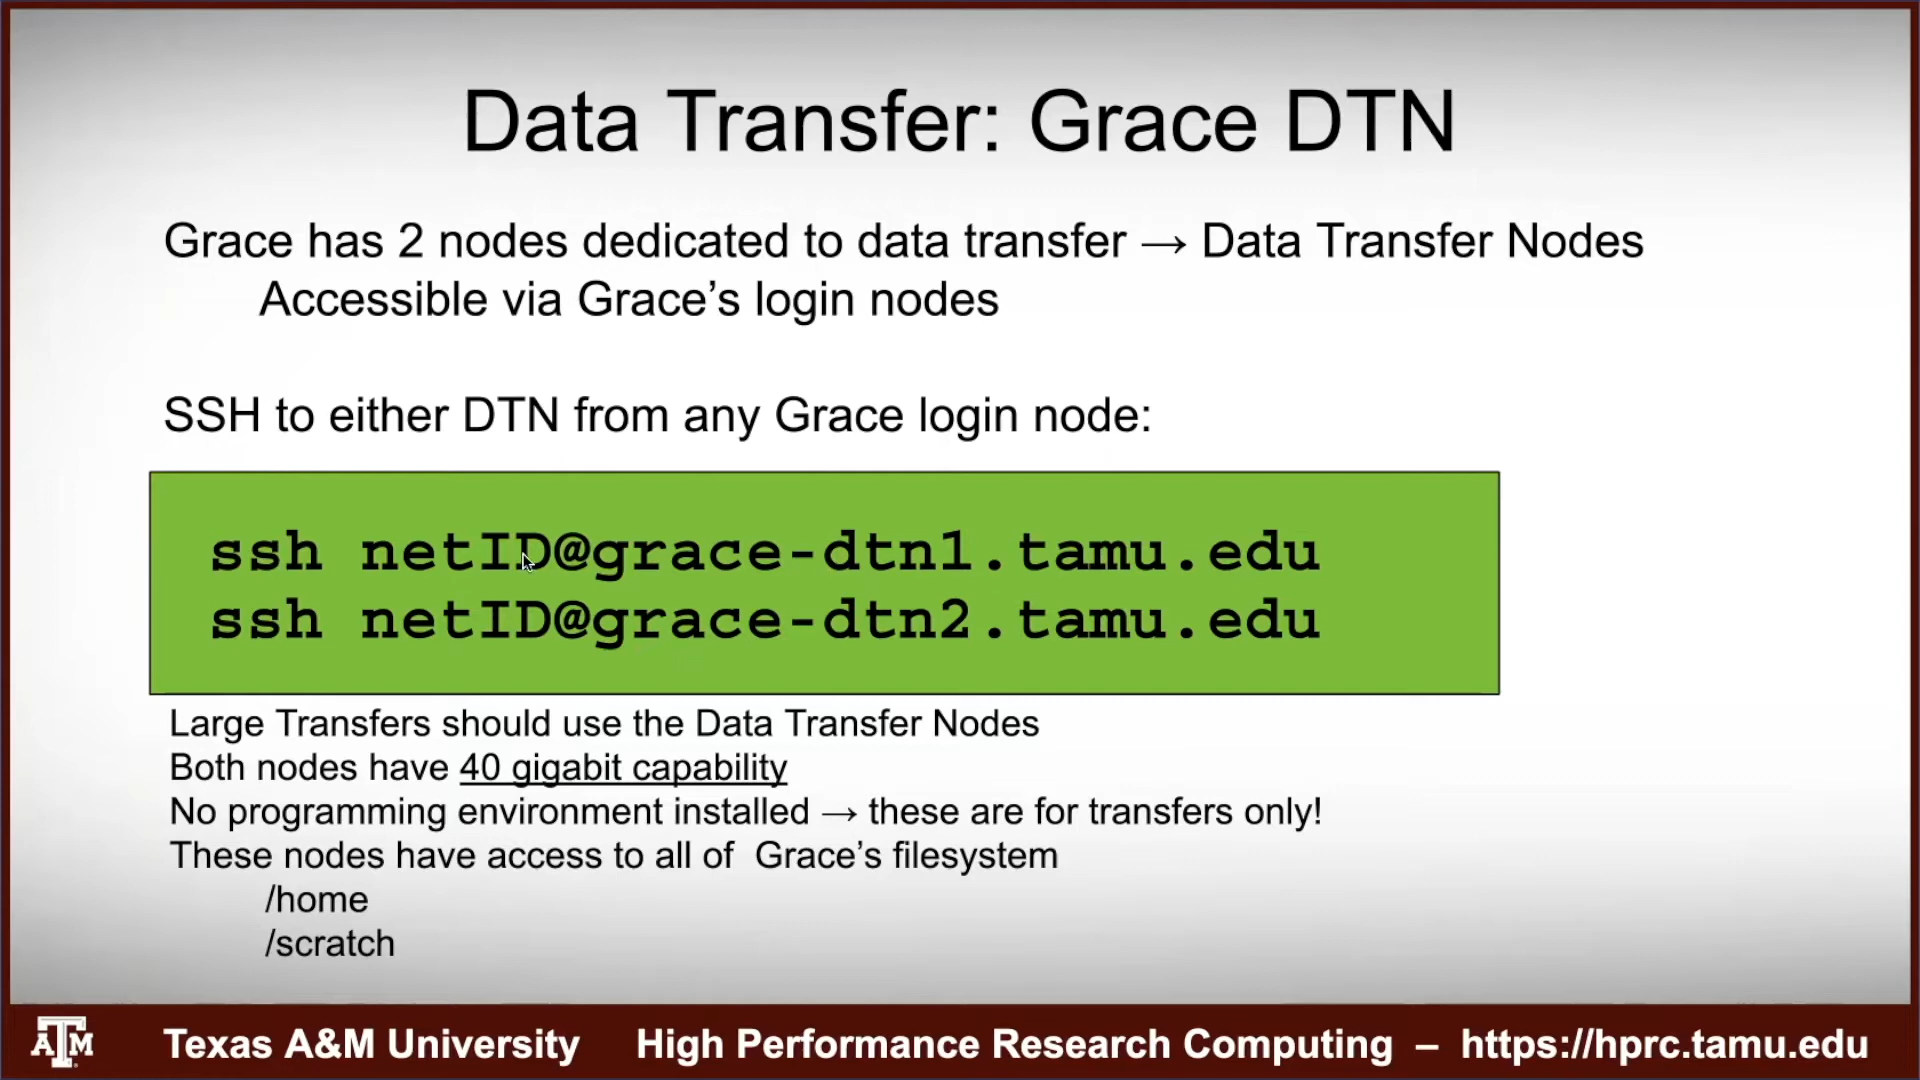 Data Transfer: Grace DTN
Grace has 2 nodes dedicated to data transfer → Data Transfer Nodes
Accessible via Grace’s login nodes
SSH to either DTN from any Grace login node:
ssh netID@grace-dtn1.tamu.edu
ssh netID@grace-dtn2.tamu.edu
Large Transfers should use the Data Transfer Nodes
Both nodes have 40 gigabit capability
No programming environment installed → these are for transfers only!
These nodes have access to all of  Grace’s filesystem
/home
/scratch
ATM Texas A&M University High Performance Research Computing – https://hprc.tamu.edu